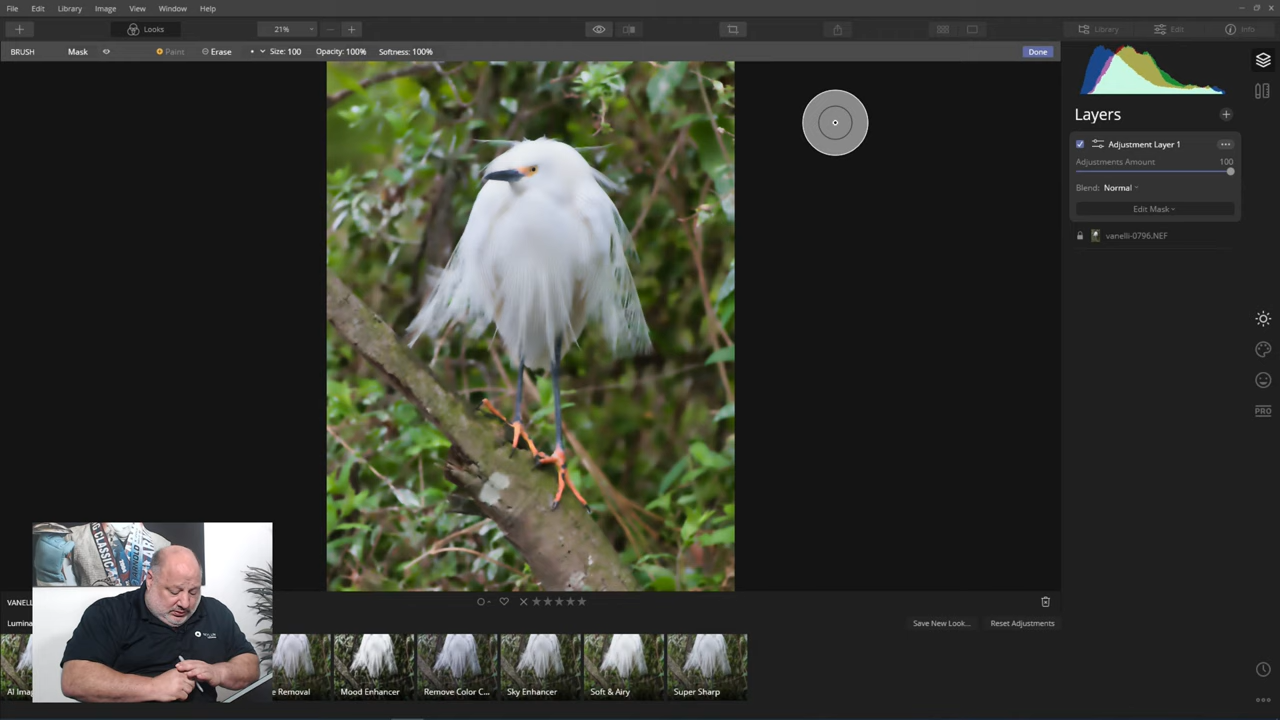 File Edit Library Image View Window Help
Looks 21% Library Edit Info
BRUSH Mask Paint Erase Size: 100 Opacity: 100% Softness: 100% Done
Layers
Adjustment Layer 1
Adjustments Amount 100
Blend: Normal
Edit Mask
vanelli-0796.NEF
PRO
VANELL
Lumina Save New Look... Reset Adjustments
Removal Mood Enhancer Remove Color C... Sky Enhancer Soft & Airy Super Sharp